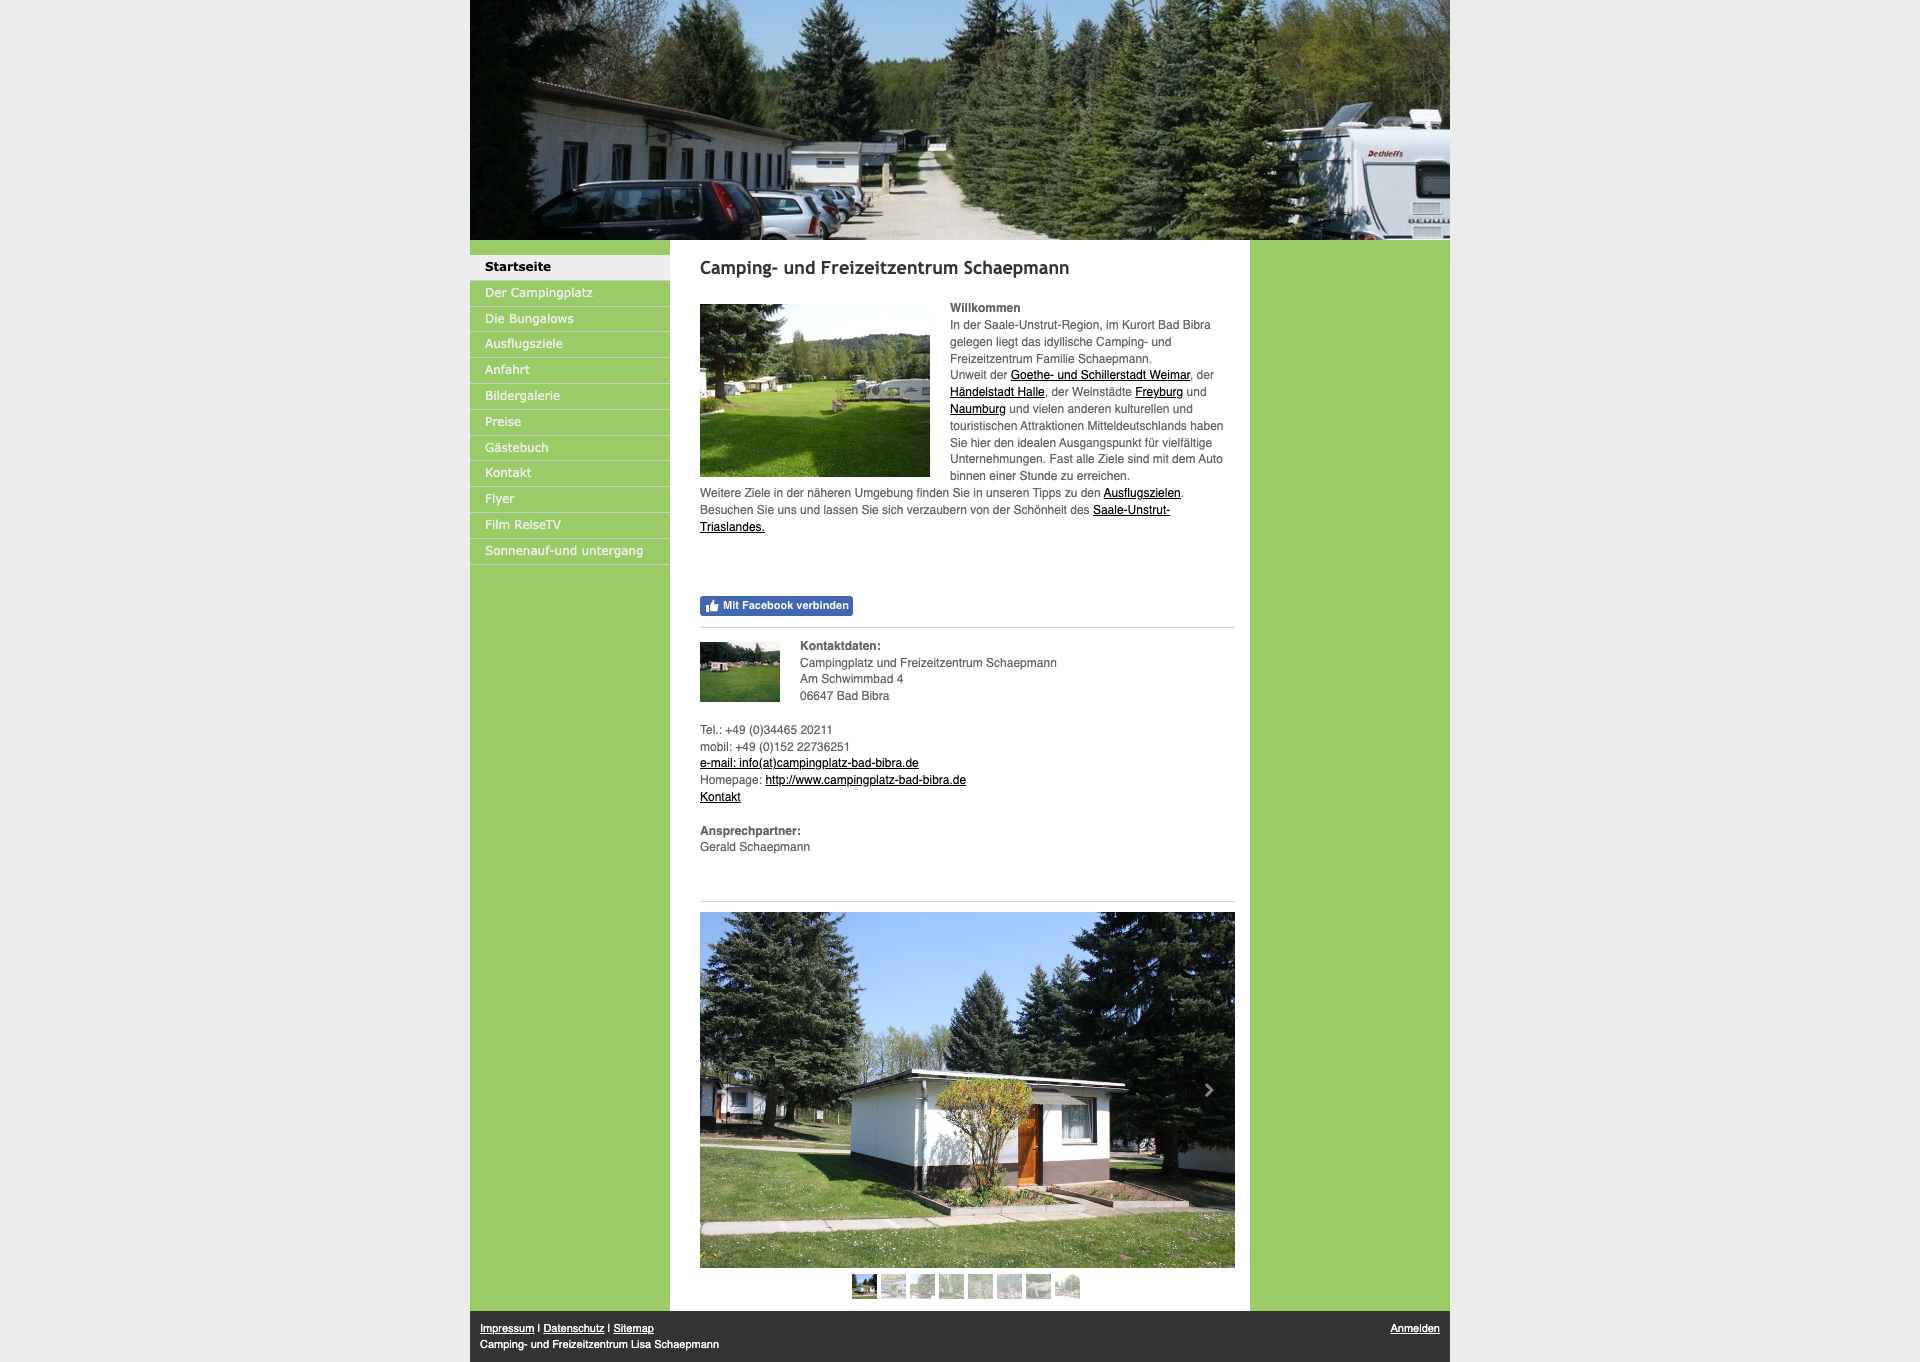 Dethleffs
Startseite
Der Campingplatz
Die Bungalows
Ausflugsziele
Anfahrt
Bildergalerie
Preise
Gästebuch
Kontakt
Flyer
Film ReiseTV
Sonnenauf-und untergang
Camping- und Freizeitzentrum Schaepmann
Willkommen
In der Saale-Unstrut-Region, im Kurort Bad Bibra
gelegen liegt das idyllische Camping- und
Freizeitzentrum Familie Schaepmann.
Unweit der Goethe- und Schillerstadt Weimar, der
Händelstadt Halle, der Weinstädte Freyburg und
Naumburg und vielen anderen kulturellen und
touristischen Attraktionen Mitteldeutschlands haben
Sie hier den idealen Ausgangspunkt für vielfältige
Unternehmungen. Fast alle Ziele sind mit dem Auto
binnen einer Stunde zu erreichen.
Weitere Ziele in der näheren Umgebung finden Sie in unseren Tipps zu den Ausflugszielen.
Besuchen Sie uns und lassen Sie sich verzaubern von der Schönheit des Saale-Unstrut-
Triaslandes.
Mit Facebook verbinden
Kontaktdaten:
Campingplatz und Freizeitzentrum Schaepmann
Am Schwimmbad 4
06647 Bad Bibra
Tel.: +49 (0)34465 20211
mobil: +49 (0)152 22736251
e-mail: info(at)campingplatz-bad-bibra.de
Homepage: http://www.campingplatz-bad-bibra.de
Kontakt
Ansprechpartner:
Gerald Schaepmann
Impressum | Datenschutz | Sitemap
Anmelden
Camping- und Freizeitzentrum Lisa Schaepmann